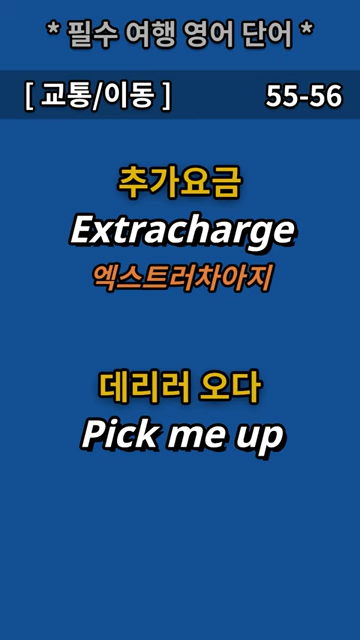 * 필수 여행 영어 단어 *
[ 교통/이동 ] 55-56
추가요금
Extracharge
엑스트러차아지
데리러 오다
Pick me up